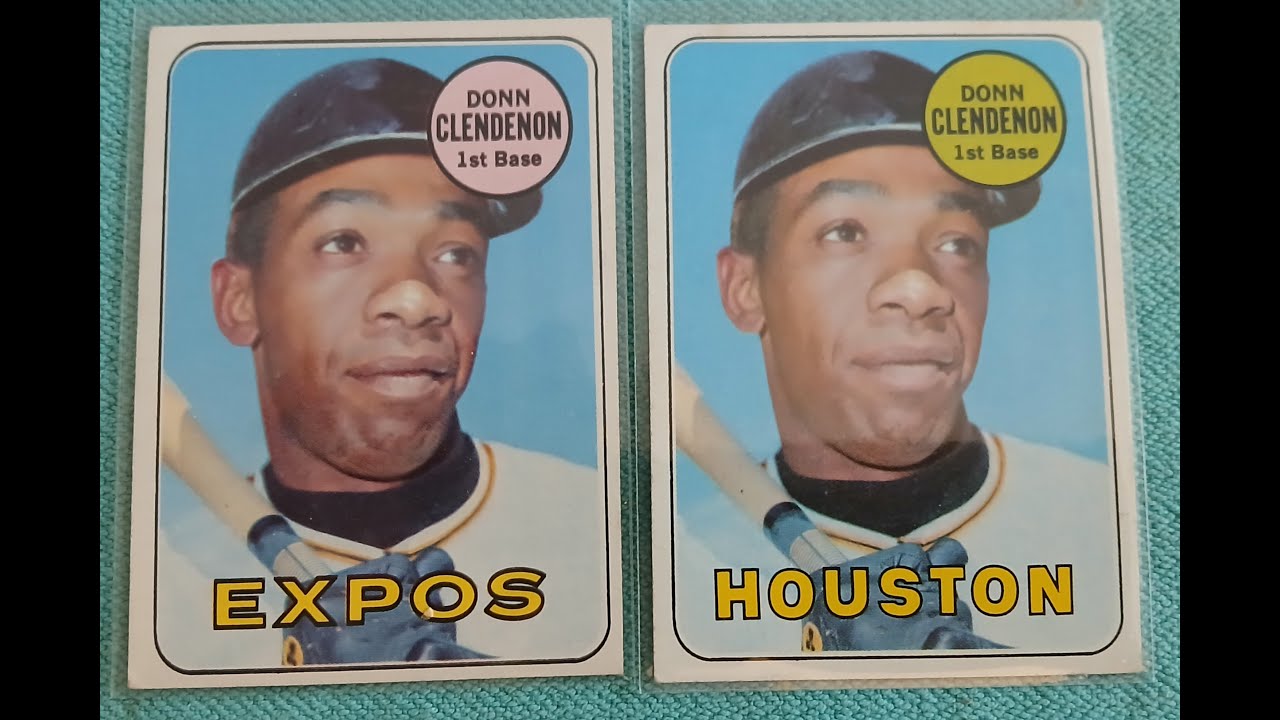 DONN
CLENDENON
1st Base
EXPOS
DONN
CLENDENON
1st Base
HOUSTON